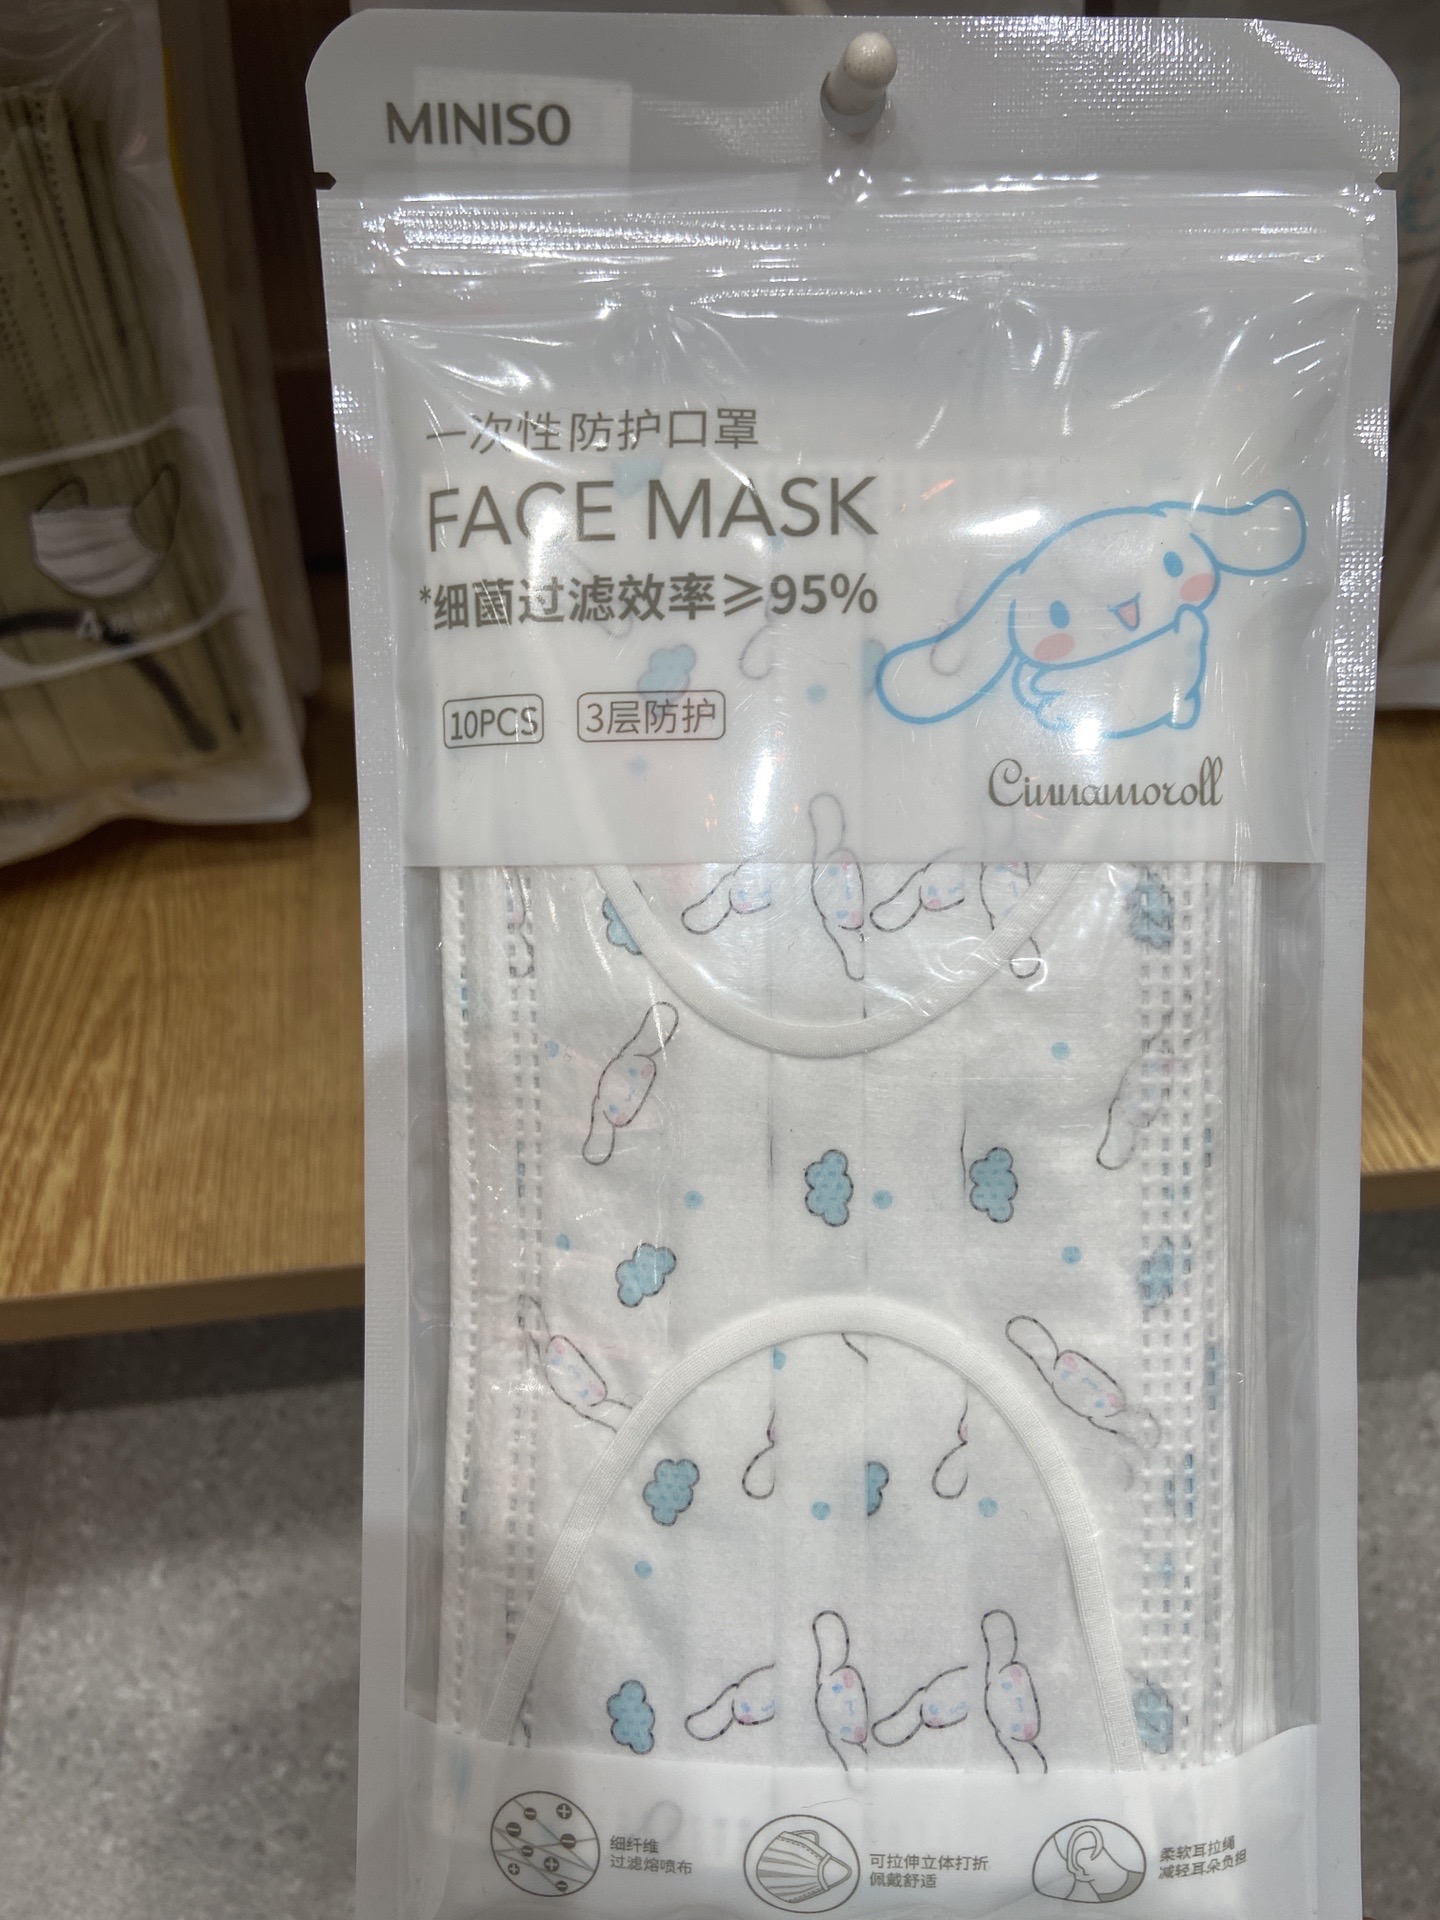 MINISO
一次性防护口罩
FACE MASK
*细菌过滤效率≥95%
10PCS 3层防护
Cinnamoroll
细纤维
过滤熔喷布
可拉伸立体打折
佩戴舒适
柔软耳拉绳
减轻耳朵负担